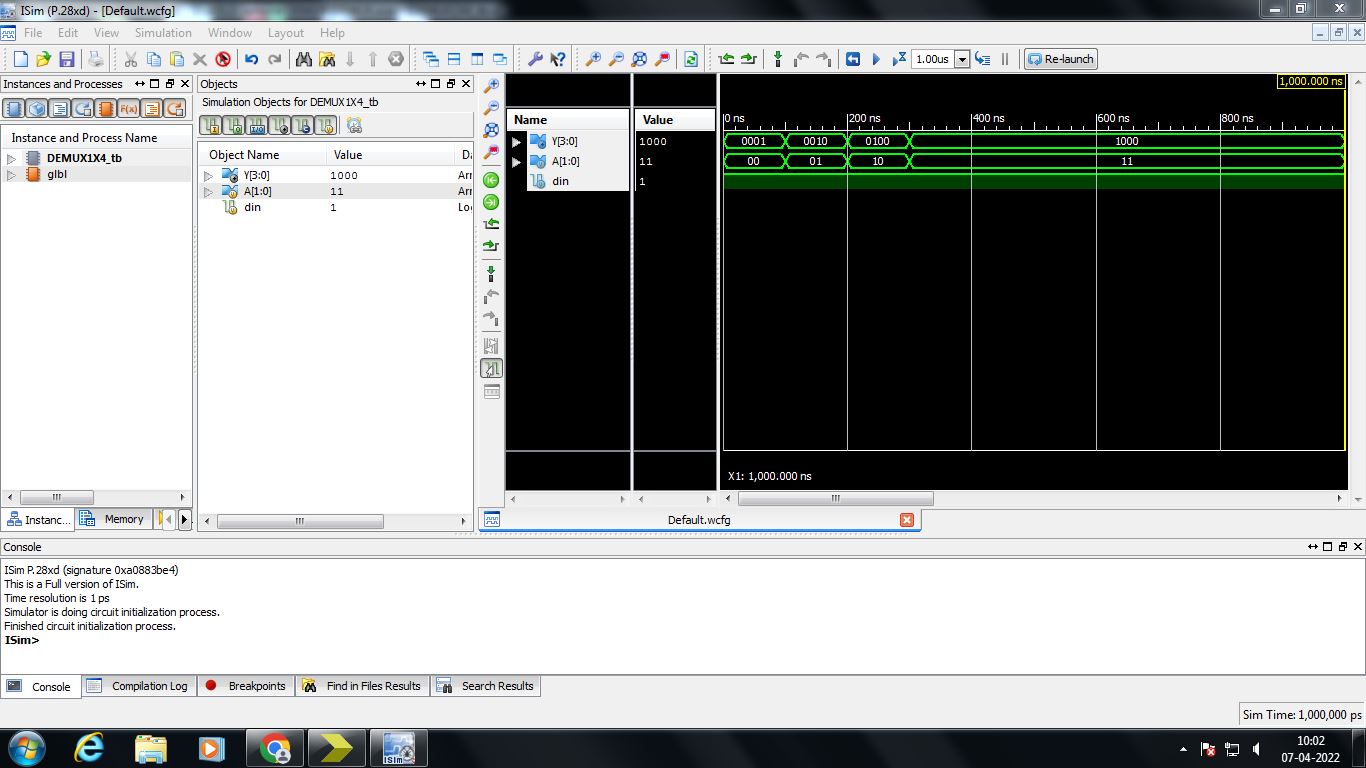 ISim (P.28xd) - [Default.wcfg]
File Edit View Simulation Window Layout Help
1.00us Re-launch
Instances and Processes
Instance and Process Name
DEMUX1X4_tb
glbl
Instanc... Memory
Objects
Simulation Objects for DEMUX1X4_tb
Object Name Value
Y[3:0] 1000 Arr
A[1:0] 11 Arr
din 1 Lo
Name Value
Y[3:0] 1000
A[1:0] 11
din 1
1,000.000 ns
0 ns 200 ns 400 ns 600 ns 800 ns
0001 0010 0100 1000
00 01 10 11
X1: 1,000.000 ns
Default.wcfg
Console
ISim P.28xd (signature 0xa0883be4)
This is a Full version of ISim.
Time resolution is 1 ps
Simulator is doing circuit initialization process.
Finished circuit initialization process.
ISim>
Console Compilation Log Breakpoints Find in Files Results Search Results
Sim Time: 1,000,000 ps
ISim
10:02
07-04-2022